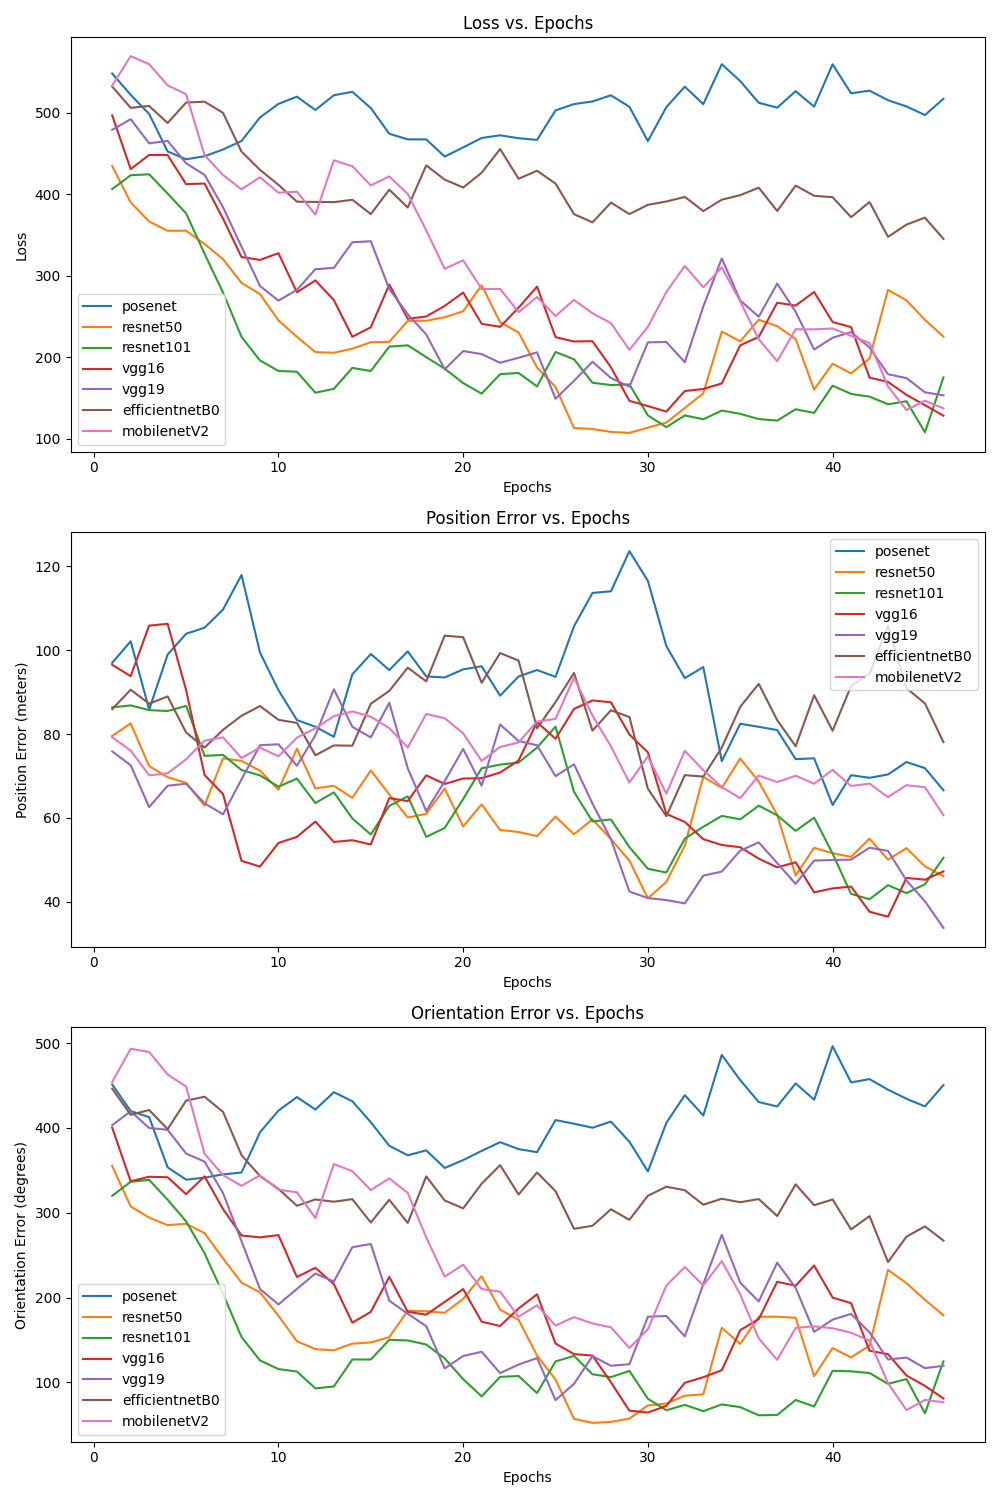 Loss vs. Epochs
Loss
500
400
300
200
100
posenet
resnet50
resnet101
vgg16
vgg19
efficientnetB0
mobilenetV2
0 10 20 30 40
Epochs
Position Error vs. Epochs
Position Error (meters)
120
100
80
60
40
posenet
resnet50
resnet101
vgg16
vgg19
efficientnetB0
mobilenetV2
0 10 20 30 40
Epochs
Orientation Error vs. Epochs
Orientation Error (degrees)
500
400
300
200
100
posenet
resnet50
resnet101
vgg16
vgg19
efficientnetB0
mobilenetV2
0 10 20 30 40
Epochs